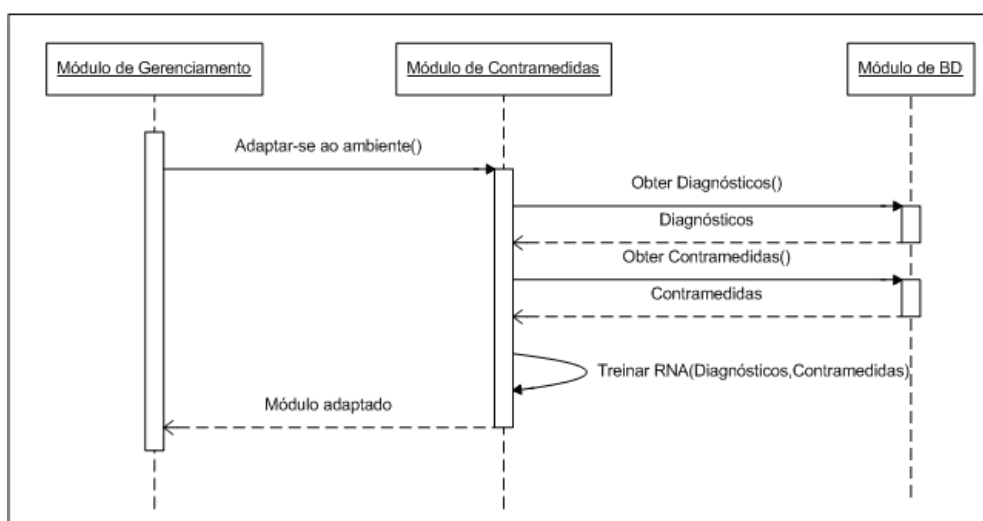 Módulo de Gerenciamento
Módulo de Contramedidas
Módulo de BD
Adaptar-se ao ambiente()
Obter Diagnósticos()
Diagnósticos
Obter Contramedidas()
Contramedidas
Treinar RNA(Diagnósticos,Contramedidas)
Módulo adaptado